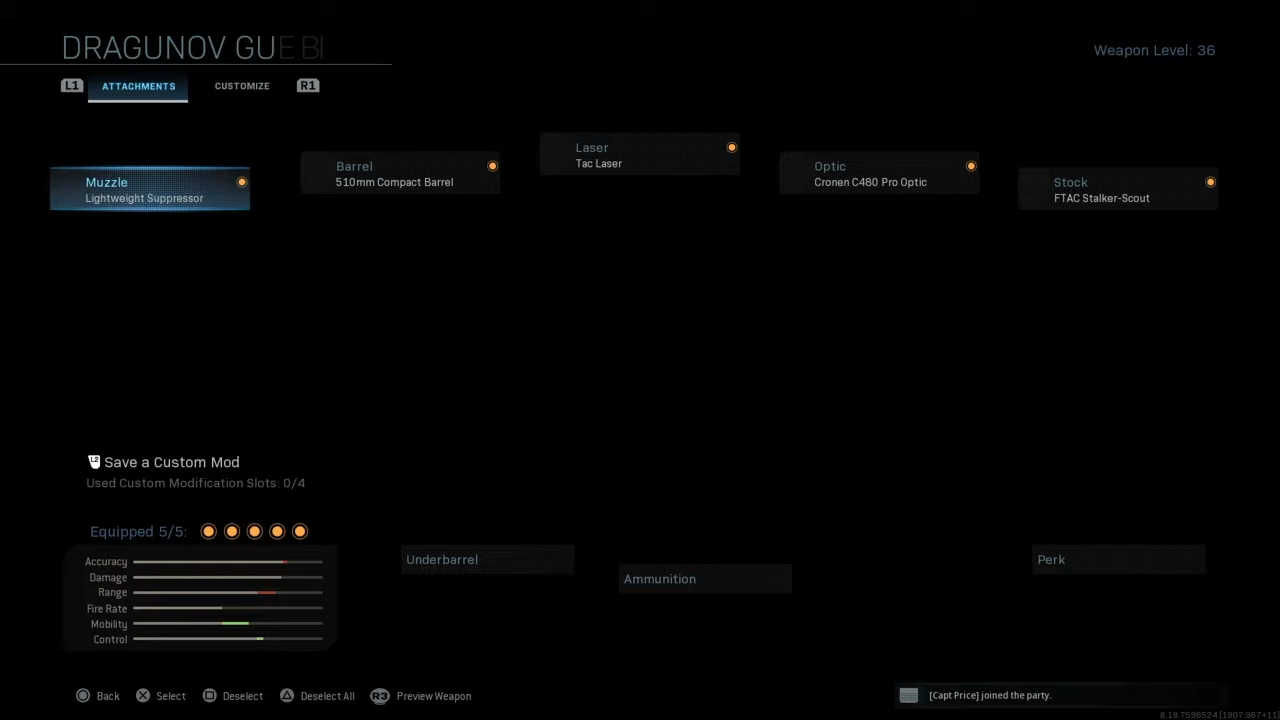 DRAGUNOV GUE BI
Weapon Level: 36
L1 ATTACHMENTS CUSTOMIZE R1
Muzzle
Lightweight Suppressor
Barrel
510mm Compact Barrel
Laser
Tac Laser
Optic
Cronen C480 Pro Optic
Stock
FTAC Stalker-Scout
L2 Save a Custom Mod
Used Custom Modification Slots: 0/4
Equipped 5/5:
Accuracy
Damage
Range
Fire Rate
Mobility
Control
Underbarrel
Ammunition
Perk
Back Select Deselect Deselect All R3 Preview Weapon
[Capt Price] joined the party.